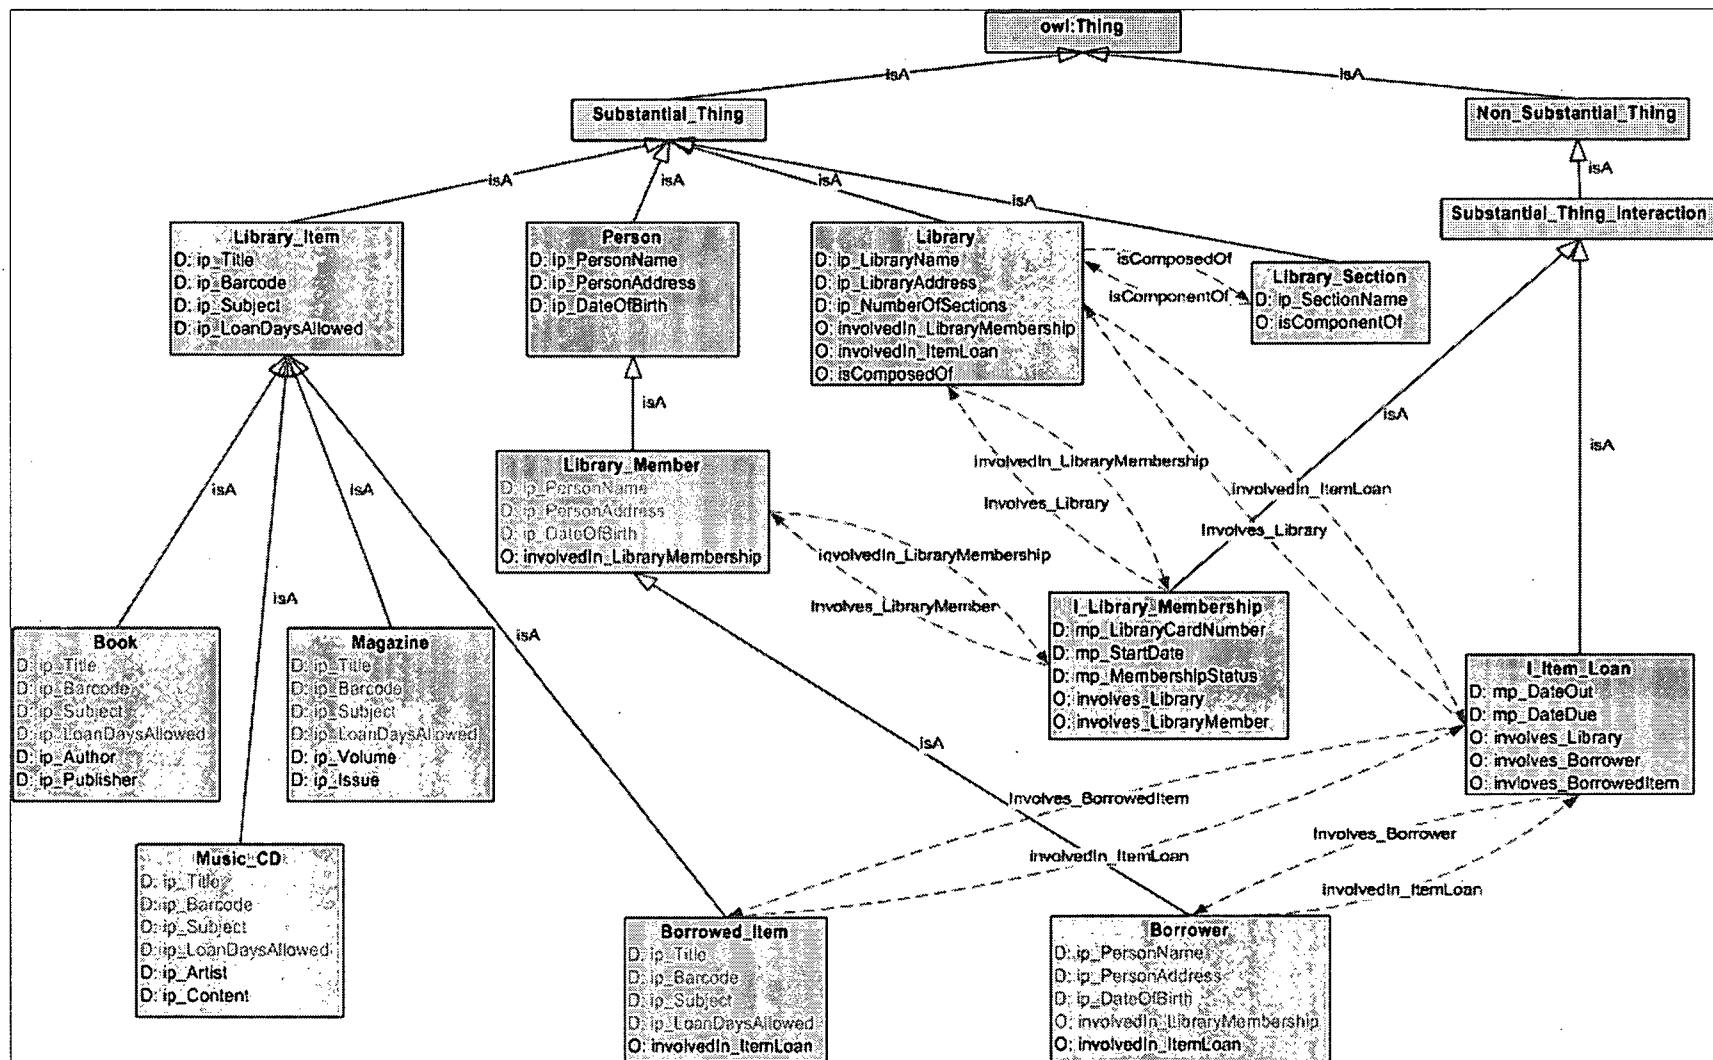 owl:Thing
isA
isA
Substantial_Thing
Non_Substantial_Thing
isA
isA
isA
isA
isA
Substantial_Thing_Interaction
Library_Item
D: ip_Title
D: ip_Barcode
D: ip_Subject
D: ip_LoanDaysAllowed
Person
D: ip_PersonName
D: ip_PersonAddress
D: ip_DateOfBirth
Library
D: ip_LibraryName
D: ip_LibraryAddress
D: ip_NumberOfSections
O: involvedIn_LibraryMembership
O: involvedIn_ItemLoan
O: isComposedOf
isComposedOf
isComponentOf
Library_Section
D: ip_SectionName
O: isComponentOf
isA
isA
isA
Library_Member
D: ip_PersonName
D: ip_PersonAddress
D: ip_DateOfBirth
O: involvedIn_LibraryMembership
involvedIn_LibraryMembership
involves_Library
involvedIn_ItemLoan
involves_Library
isA
isA
isA
isA
involvedIn_LibraryMembership
involves_LibraryMember
I_Library_Membership
D: mp_LibraryCardNumber
D: mp_StartDate
D: mp_MembershipStatus
O: involves_Library
O: involves_LibraryMember
Book
D: ip_Title
D: ip_Barcode
D: ip_Subject
D: ip_LoanDaysAllowed
D: ip_Author
D: ip_Publisher
Magazine
D: ip_Title
D: ip_Barcode
D: ip_Subject
D: ip_LoanDaysAllowed
D: ip_Volume
D: ip_Issue
I_Item_Loan
D: mp_DateOut
D: mp_DateDue
O: involves_Library
O: involves_Borrower
O: invloves_BorrowedItem
isA
involves_BorrowedItem
involvedIn_ItemLoan
involves_Borrower
involvedIn_ItemLoan
Music_CD
D: ip_Title
D: ip_Barcode
D: ip_Subject
D: ip_LoanDaysAllowed
D: ip_Artist
D: ip_Content
Borrowed_Item
D: ip_Title
D: ip_Barcode
D: ip_Subject
D: ip_LoanDaysAllowed
O: involvedIn_ItemLoan
Borrower
D: ip_PersonName
D: ip_PersonAddress
D: ip_DateOfBirth
O: involvedIn_LibraryMembership
O: involvedIn_ItemLoan